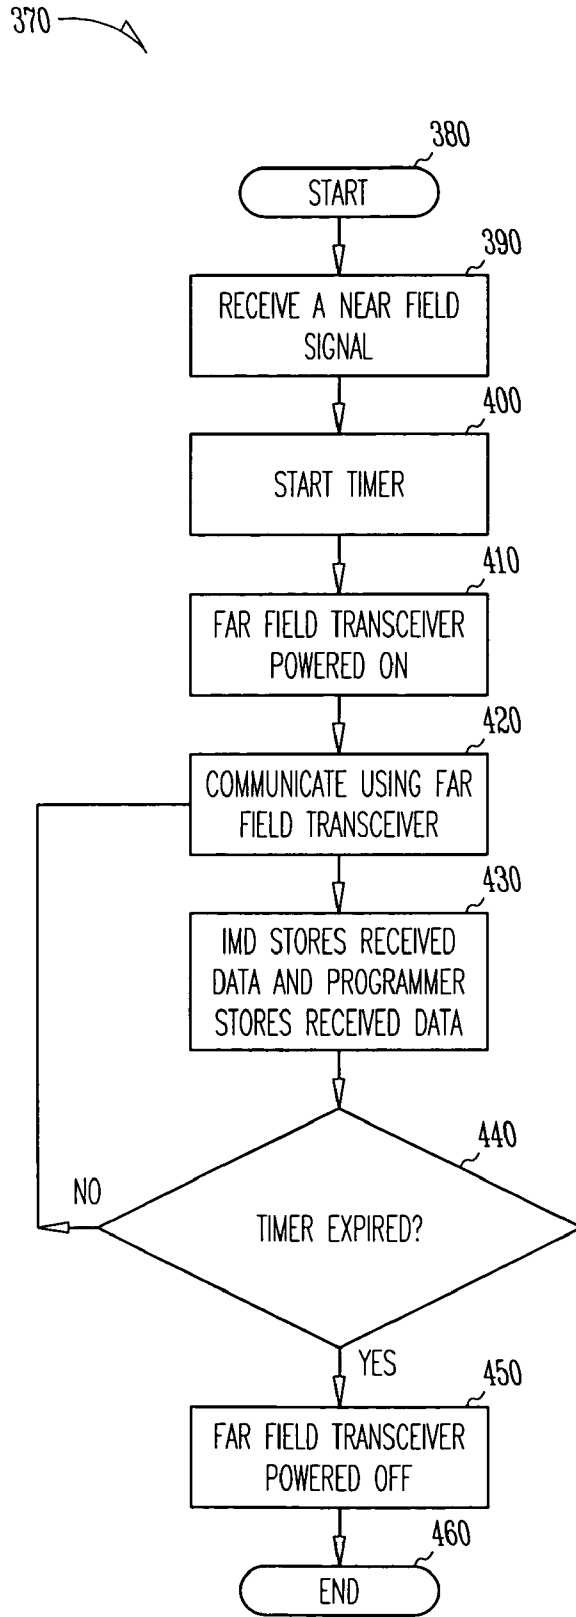 370
380
START
390
RECEIVE A NEAR FIELD
SIGNAL
400
START TIMER
410
FAR FIELD TRANSCEIVER
POWERED ON
420
COMMUNICATE USING FAR
FIELD TRANSCEIVER
430
IMD STORES RECEIVED
DATA AND PROGRAMMER
STORES RECEIVED DATA
440
NO
TIMER EXPIRED?
YES
450
FAR FIELD TRANSCEIVER
POWERED OFF
460
END